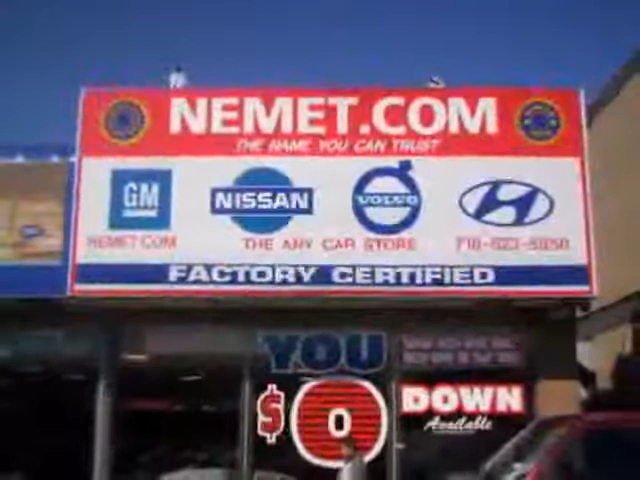 NEMET.COM
THE NAME YOU CAN TRUST
GM NISSAN VOLVO
NEMET.COM THE ANY CAR STORE
FACTORY CERTIFIED
YOU
$0 DOWN
Available